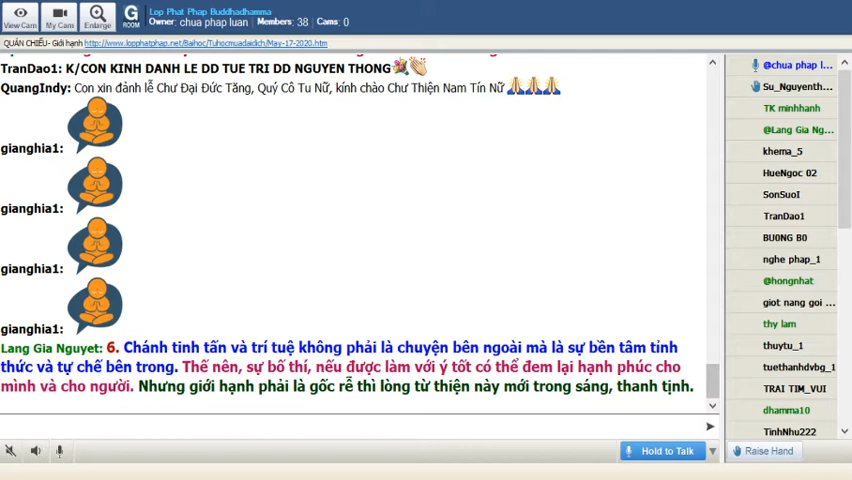 Lop Phat Phap Buddhadhamma
Owner: chua phap luan Members: 38 Cams: 0
View Cam
My Cam
Enlarge
G
ROOM
QUÁN CHIẾU- Giới hạnh http://www.lopphatphap.net/Baihoc/Tuhocmuadaidich/May-17-2020.htm
TranDao1: K/CON KINH DANH LE DD TUE TRI DD NGUYEN THONG
QuangIndy: Con xin đảnh lễ Chư Đại Đức Tăng, Quý Cô Tu Nữ, kính chào Chư Thiện Nam Tín Nữ
gianghia1:
gianghia1:
gianghia1:
gianghia1:
Lang Gia Nguyet: 6. Chánh tinh tấn và trí tuệ không phải là chuyện bên ngoài mà là sự bền tâm tỉnh
thức và tự chế bên trong. Thế nên, sự bố thí, nếu được làm với ý tốt có thể đem lại hạnh phúc cho
mình và cho người. Nhưng giới hạnh phải là gốc rễ thì lòng từ thiện này mới trong sáng, thanh tịnh.
@chua phap l...
Su_Nguyenth...
TK minhhanh
@Lang Gia Ng...
khema_5
HueNgoc 02
SonSuoI
TranDao1
BU0NG B0
nghe phap_1
@hongnhat
giot nang goi ...
thy lam
thuytu_1
tuethanhdvbg_1
TRAI TIM_VUI
dhamma10
TinhNhu222
Hold to Talk
Raise Hand